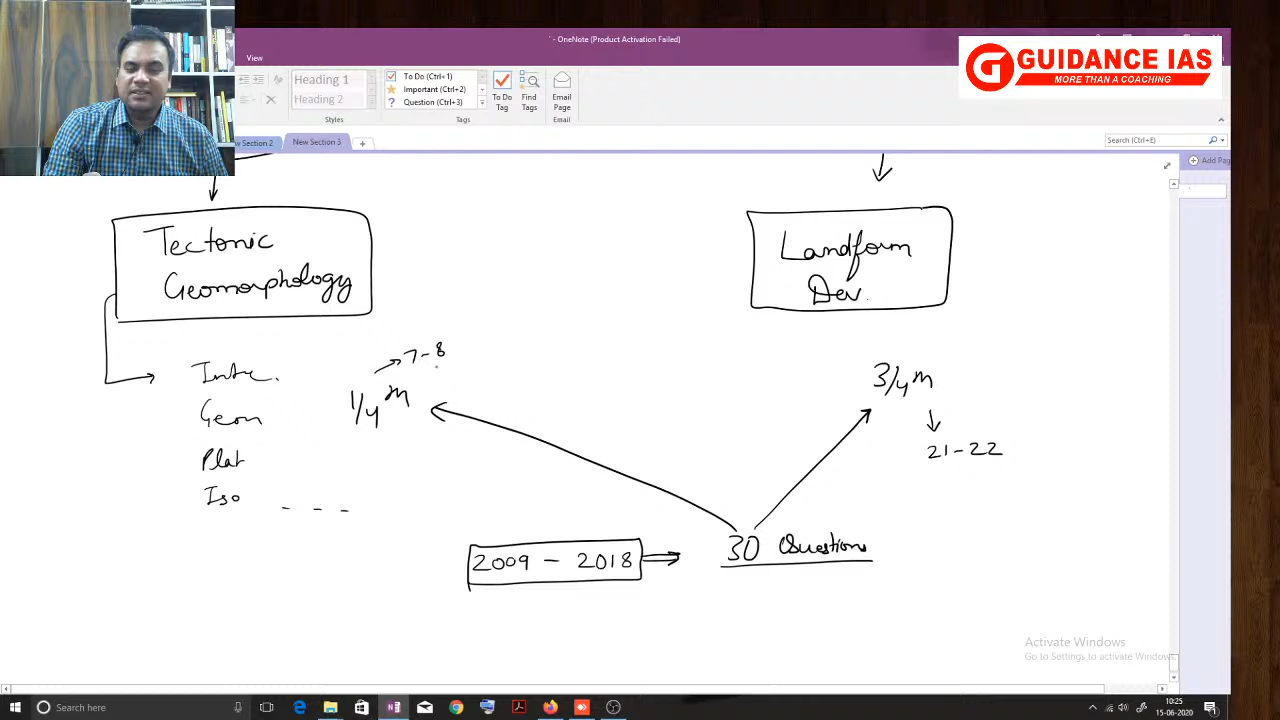 - OneNote (Product Activation Failed)
GUIDANCE IAS
MORE THAN A COACHING
View
Heading 1
Heading 2
To Do (Ctrl+1)
Important (Ctrl+2)
Question (Ctrl+3)
To Do Tag
Find Tags
Email Page
Styles
Tags
Email
Section 2
New Section 3
Search (Ctrl+E)
Add Pag
Tectonic
Geomorphology
Landform
Dev.
7-8
1/4 m
3/4 m
21-22
Geom
Plat
Iso - - -
2009 - 2018
30 Questions
Activate Windows
Go to Settings to activate Windows.
Search here
10:25
15-06-2020